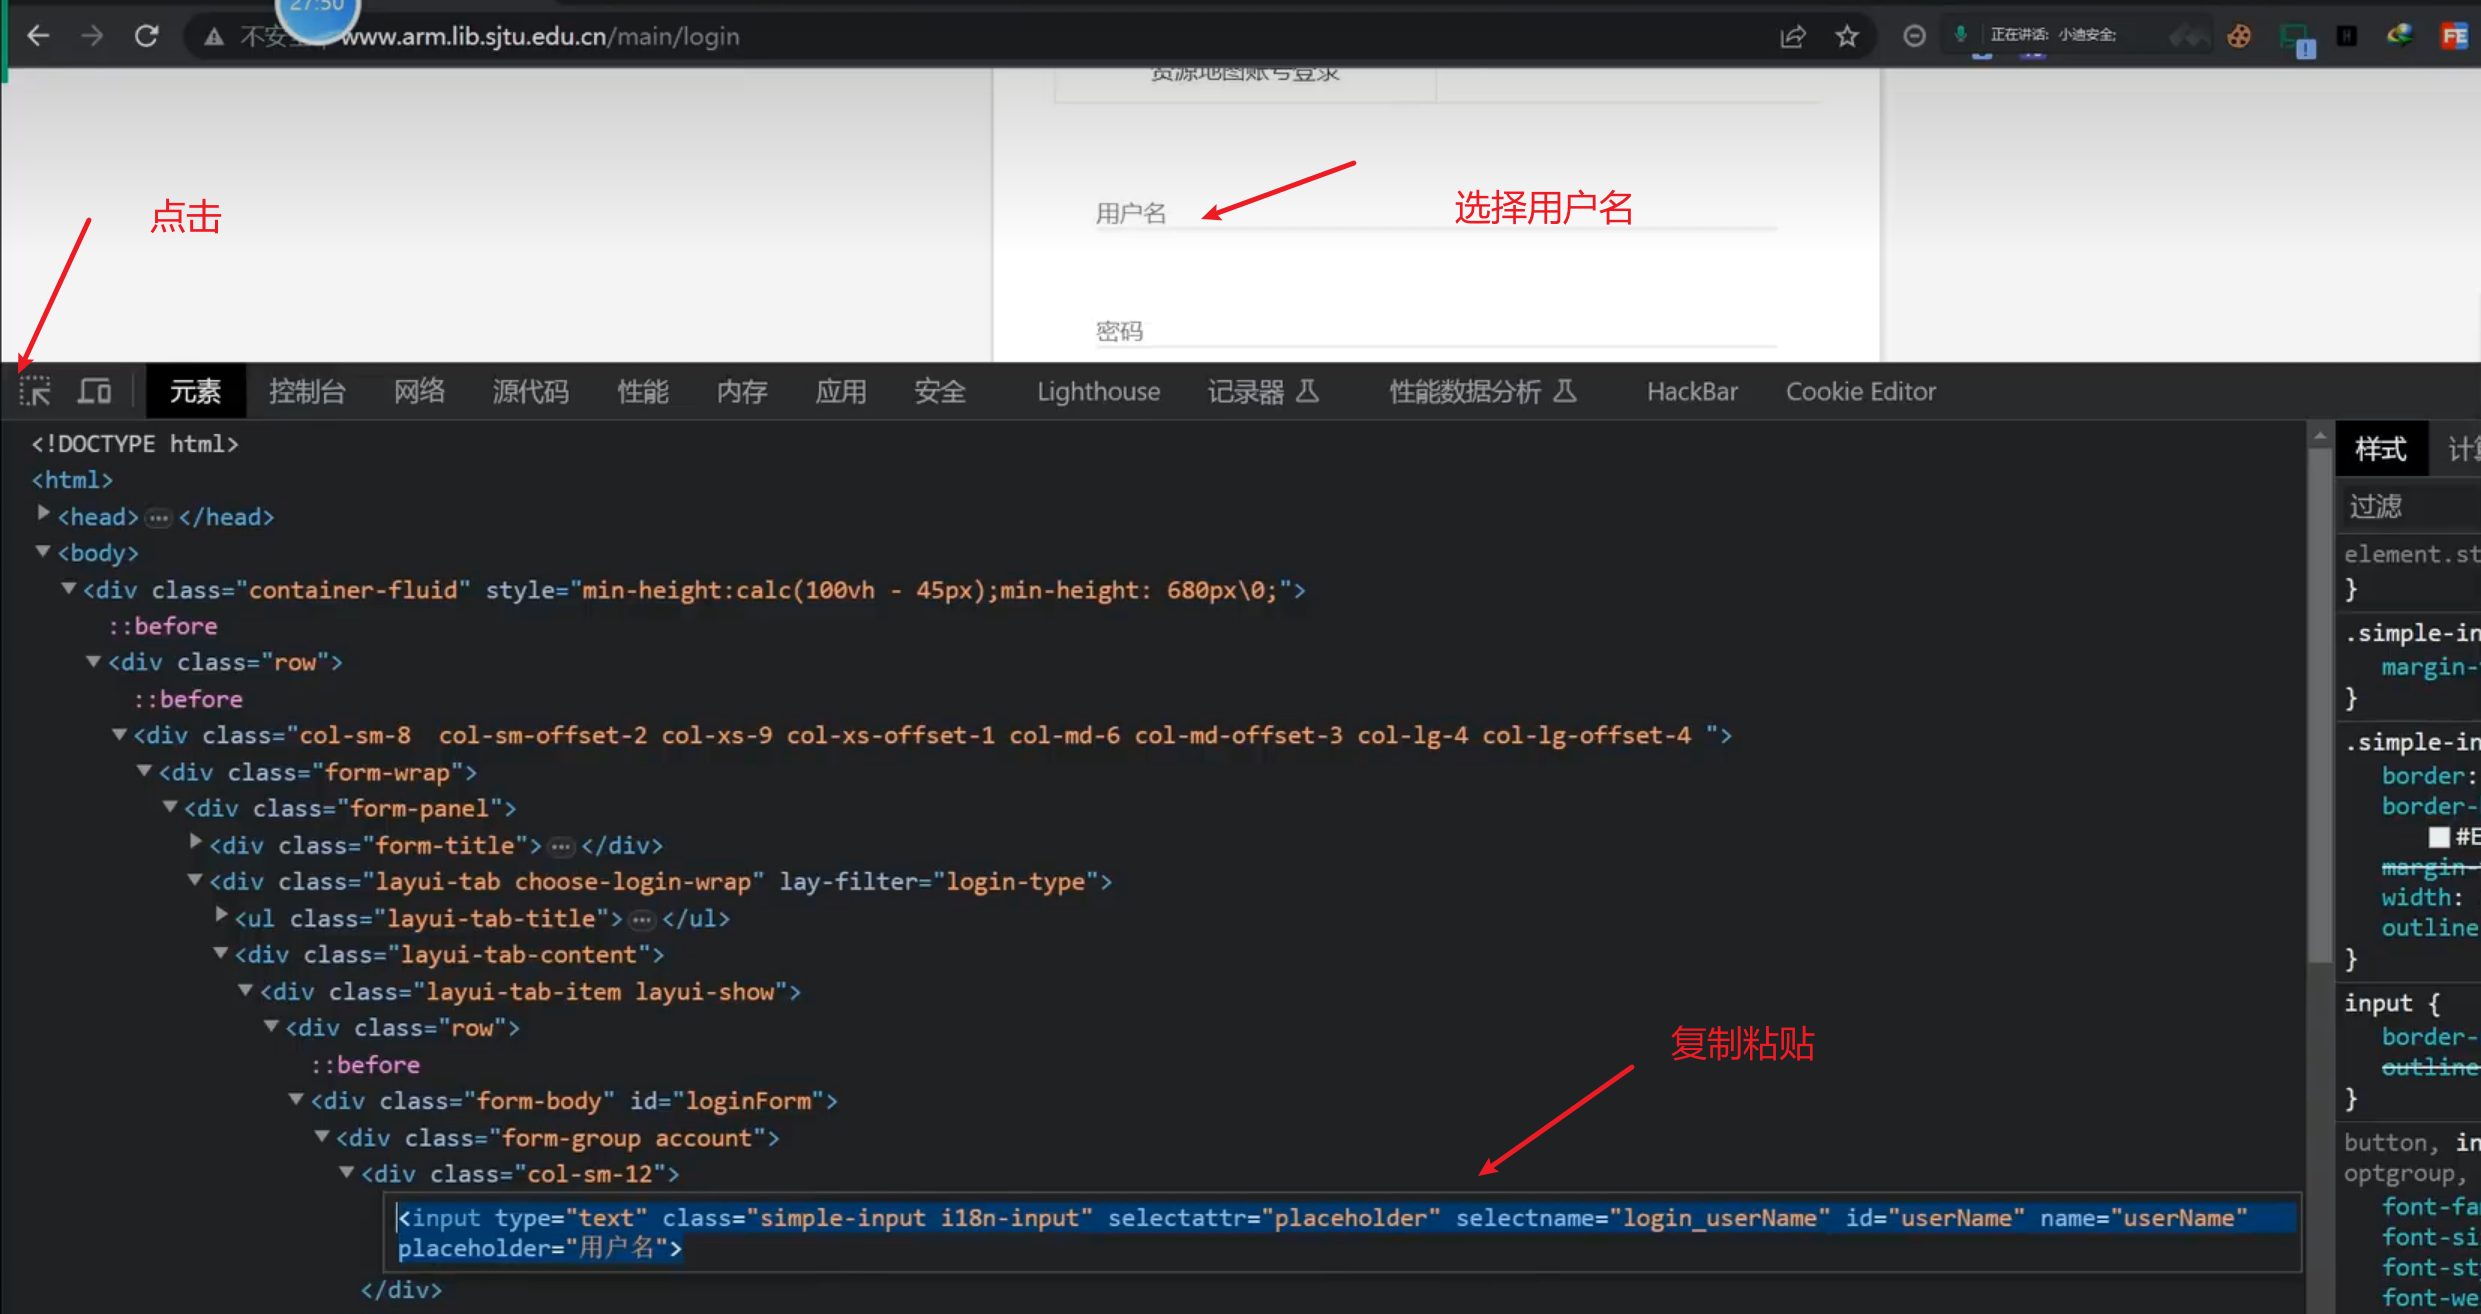 27:50
www.arm.lib.sjtu.edu.cn/main/login
正在讲话: 小迪安全;
资源地图账号登录
点击
用户名
选择用户名
密码
元素 控制台 网络 源代码 性能 内存 应用 安全 Lighthouse 记录器 性能数据分析 HackBar Cookie Editor
<!DOCTYPE html>
<html>
<head> ... </head>
<body>
<div class="container-fluid" style="min-height:calc(100vh - 45px);min-height: 680px\0;">
::before
<div class="row">
::before
<div class="col-sm-8  col-sm-offset-2 col-xs-9 col-xs-offset-1 col-md-6 col-md-offset-3 col-lg-4 col-lg-offset-4 ">
<div class="form-wrap">
<div class="form-panel">
<div class="form-title"> ... </div>
<div class="layui-tab choose-login-wrap" lay-filter="login-type">
<ul class="layui-tab-title"> ... </ul>
<div class="layui-tab-content">
<div class="layui-tab-item layui-show">
<div class="row">
::before
复制粘贴
<div class="form-body" id="loginForm">
<div class="form-group account">
<div class="col-sm-12">
<input type="text" class="simple-input i18n-input" selectattr="placeholder" selectname="login_userName" id="userName" name="userName"
placeholder="用户名">
</div>
样式
过滤
element.st
}
.simple-in
margin-
}
.simple-in
border:
border-
#E
margin-
width:
outline
}
input {
border-
outline
}
button, in
optgroup,
font-fa
font-si
font-st
font-we